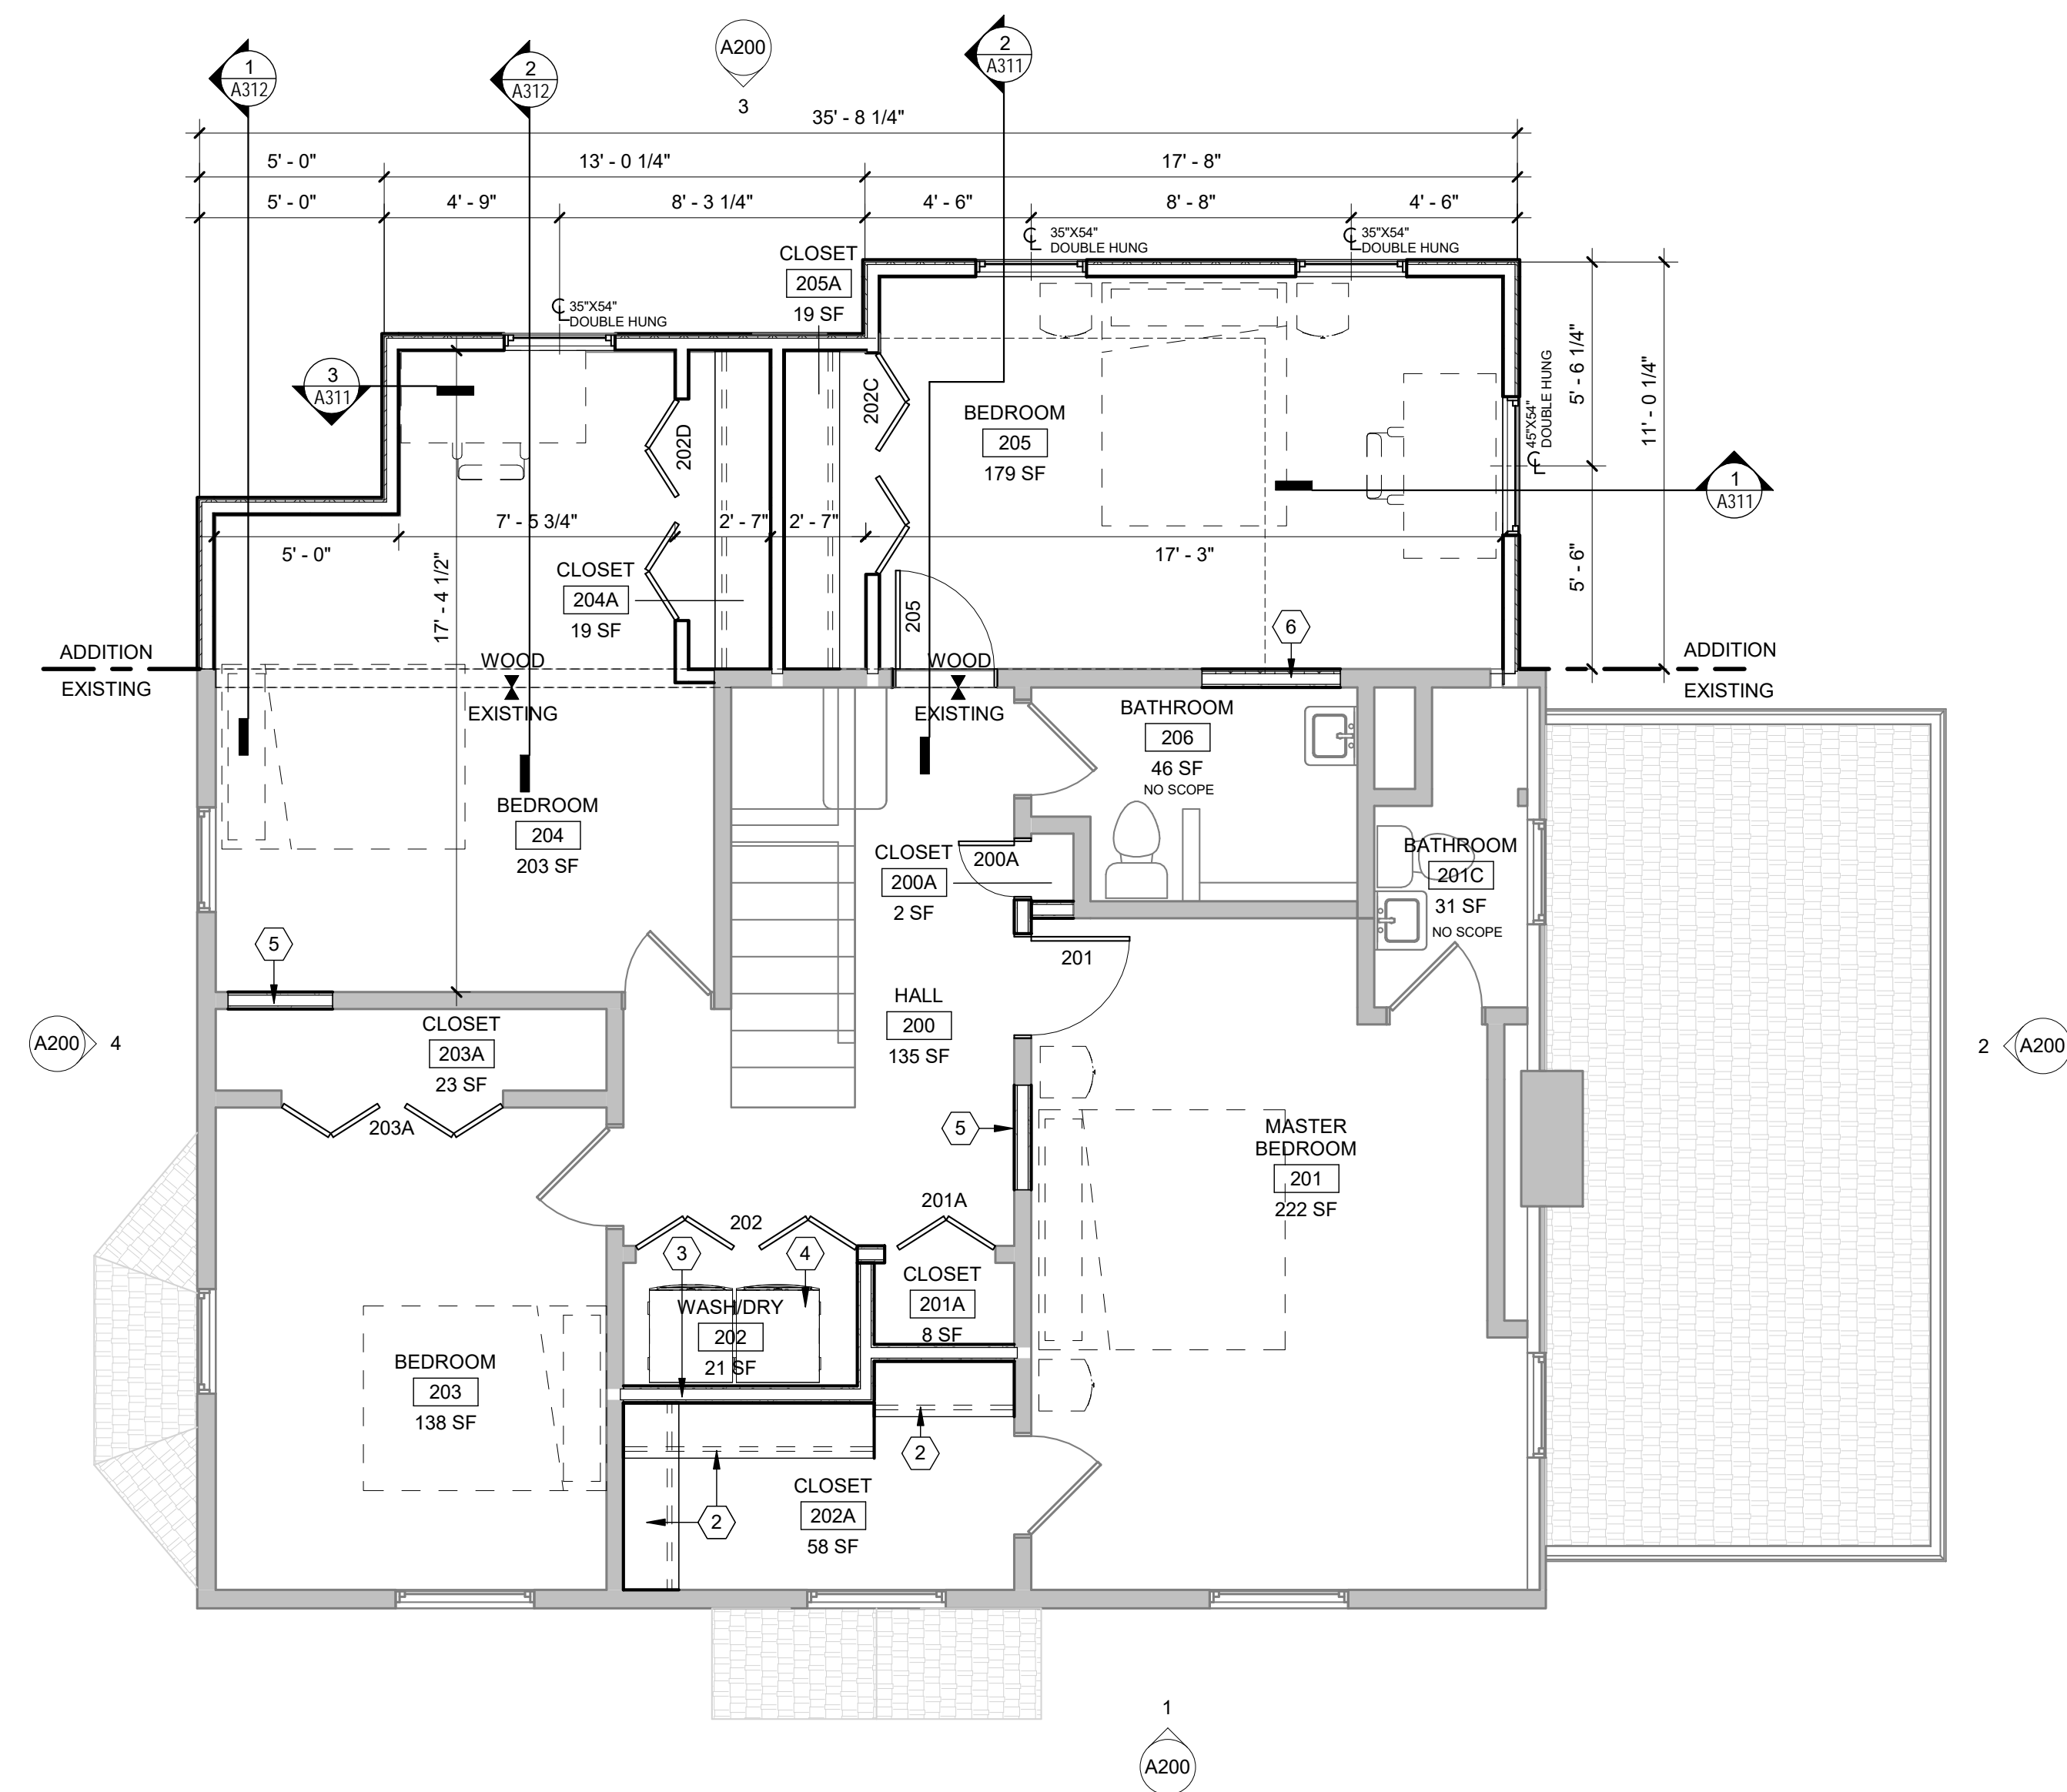 1
A312
2
A312
A200
3
2
A311
35' - 8 1/4"
5' - 0"
13' - 0 1/4"
17' - 8"
5' - 0"
4' - 9"
8' - 3 1/4"
4' - 6"
8' - 8"
4' - 6"
CL 35"X54"
DOUBLE HUNG
CL 35"X54"
DOUBLE HUNG
CLOSET
205A
19 SF
CL 35"X54"
DOUBLE HUNG
3
A311
202D
202C
BEDROOM
205
179 SF
CL 45"X54"
DOUBLE HUNG
5' - 6 1/4"
11' - 0 1/4"
1
A311
7' - 5 3/4"
2' - 7"
2' - 7"
5' - 0"
17' - 3"
17' - 4 1/2"
CLOSET
204A
19 SF
205
5' - 6"
6
ADDITION
EXISTING
WOOD
EXISTING
WOOD
EXISTING
ADDITION
EXISTING
BATHROOM
206
46 SF
NO SCOPE
BEDROOM
204
203 SF
CLOSET
200A
2 SF
200A
BATHROOM
201C
31 SF
NO SCOPE
5
201
HALL
200
135 SF
A200
4
CLOSET
203A
23 SF
2
A200
203A
5
MASTER
BEDROOM
201
222 SF
201A
202
3
4
CLOSET
201A
8 SF
WASH/DRY
202
21 SF
BEDROOM
203
138 SF
2
2
CLOSET
202A
58 SF
1
A200